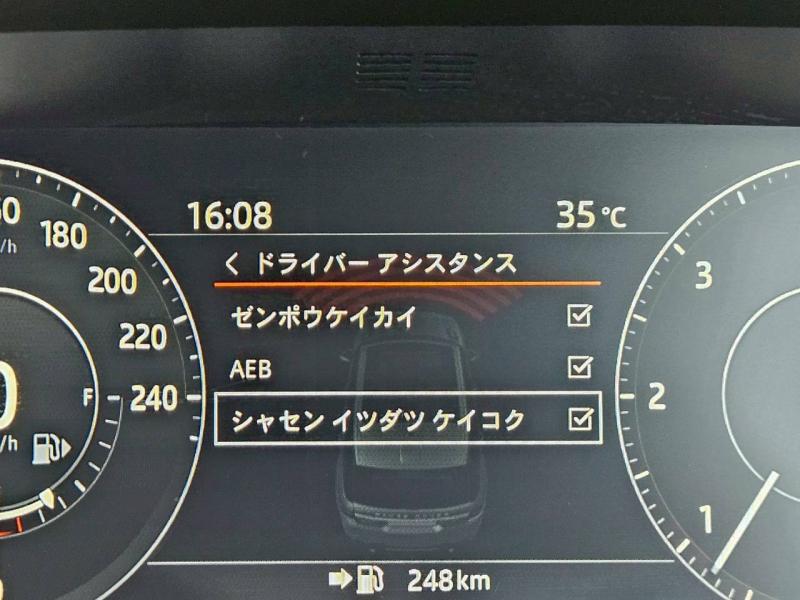 16:08 35°C
く ドライバー アシスタンス
ゼンポウケイカイ
AEB
シャセン イツダツ ケイコク
248km
180
200
220
240
F
3
2
1